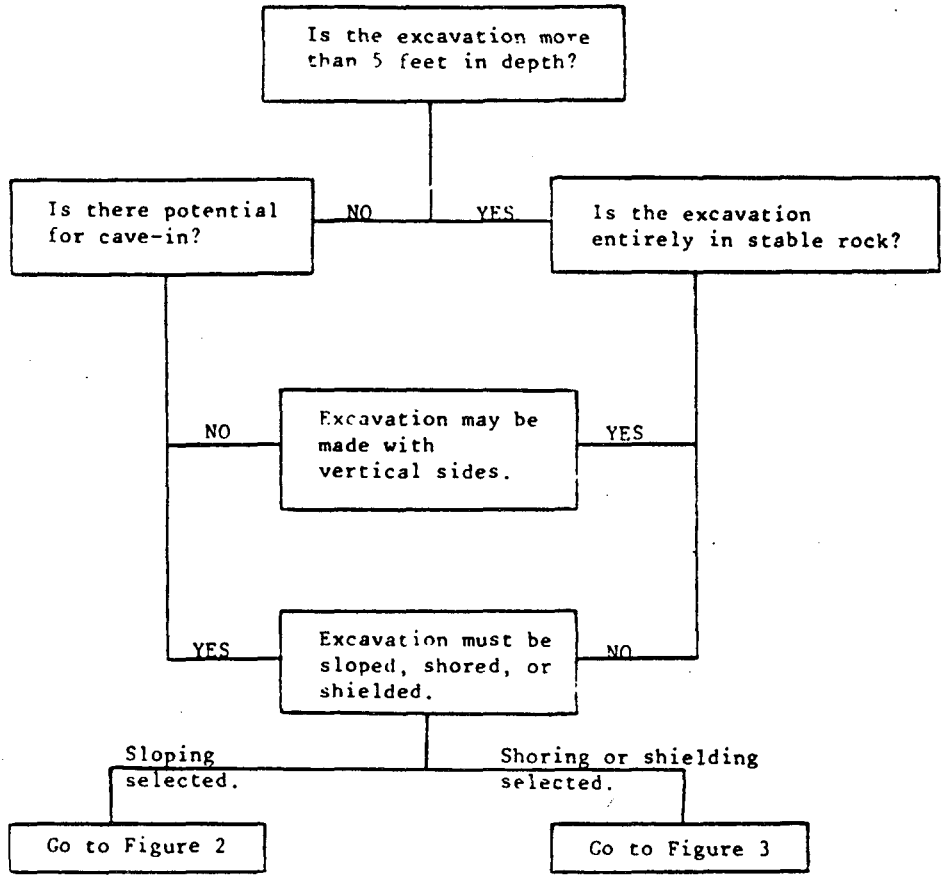 Is the excavation more
than 5 feet in depth?
Is there potential
for cave-in?
NO
YES
Is the excavation
entirely in stable rock?
NO
Excavation may be
made with
vertical sides.
YES
YES
Excavation must be
sloped, shored, or
shielded.
NO
Sloping
selected.
Shoring or shielding
selected.
Go to Figure 2
Go to Figure 3